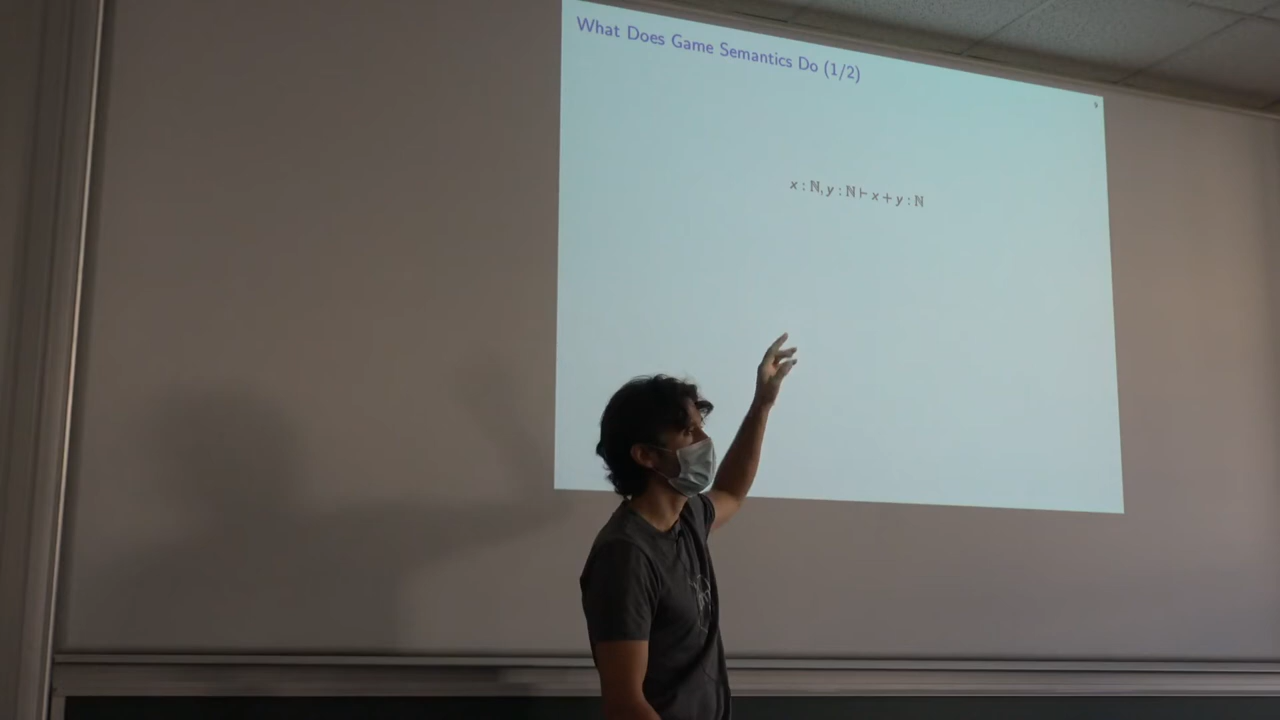 What Does Game Semantics Do (1/2)
x : ℕ, y : ℕ ⊢ x + y : ℕ